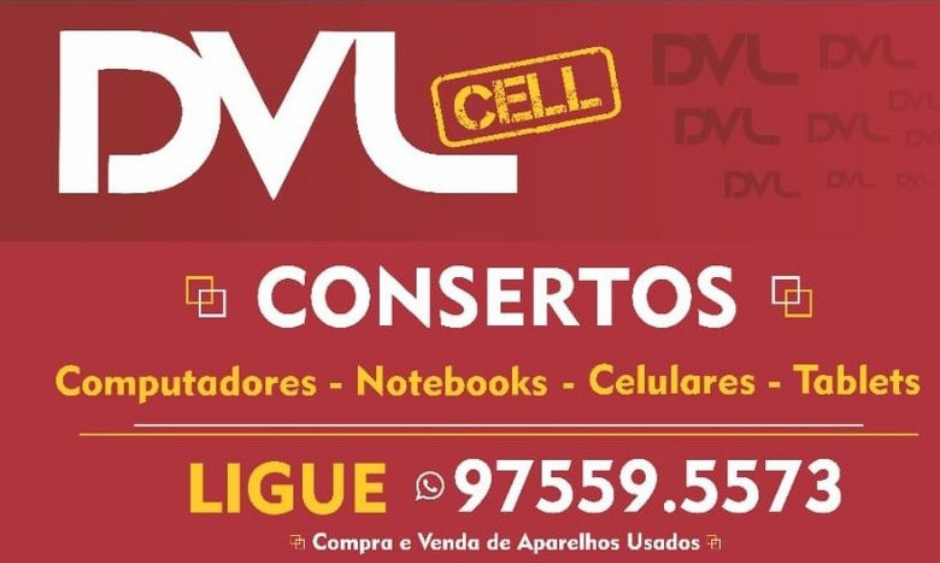 DVL CELL
DVL DVL
DVL
DVL DVL DVL
DVL DVL DVL
CONSERTOS
Computadores - Notebooks - Celulares - Tablets
LIGUE 97559.5573
Compra e Venda de Aparelhos Usados